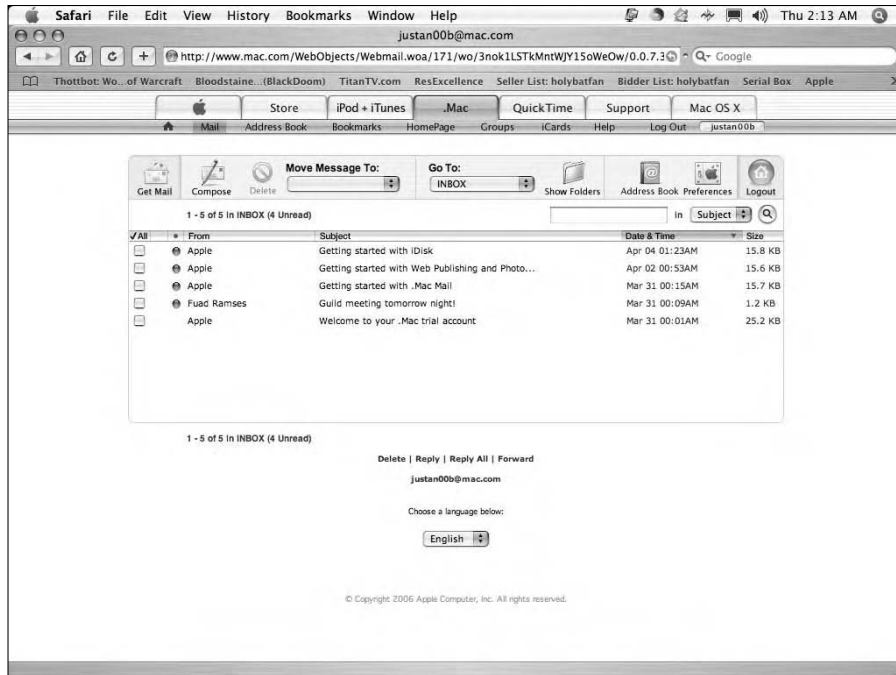 Safari File Edit View History Bookmarks Window Help Thu 2:13 AM
justan00b@mac.com
http://www.mac.com/WebObjects/Webmail.woa/171/wo/3nok1LSTkMntWJY15oWeOw/0.0.7.3 Google
Thottbot: Wo...of Warcraft Bloodstaine...(BlackDoom) TitanTV.com ResExcellence Seller List: holybatfan Bidder List: holybatfan Serial Box Apple
Store iPod + iTunes .Mac QuickTime Support Mac OS X
Mail Address Book Bookmarks HomePage Groups iCards Help Log Out justan00b
Move Message To: Go To:
INBOX
Get Mail Compose Delete Show Folders Address Book Preferences Logout
1 - 5 of 5 in INBOX (4 Unread) in Subject
√All From Subject Date & Time Size
Apple Getting started with iDisk Apr 04 01:23AM 15.8 KB
Apple Getting started with Web Publishing and Photo... Apr 02 00:53AM 15.6 KB
Apple Getting started with .Mac Mail Mar 31 00:15AM 15.7 KB
Fuad Ramses Guild meeting tomorrow night! Mar 31 00:09AM 1.2 KB
Apple Welcome to your .Mac trial account Mar 31 00:01AM 25.2 KB
1 - 5 of 5 in INBOX (4 Unread)
Delete | Reply | Reply All | Forward
justan00b@mac.com
Choose a language below:
English
© Copyright 2006 Apple Computer, Inc. All rights reserved.